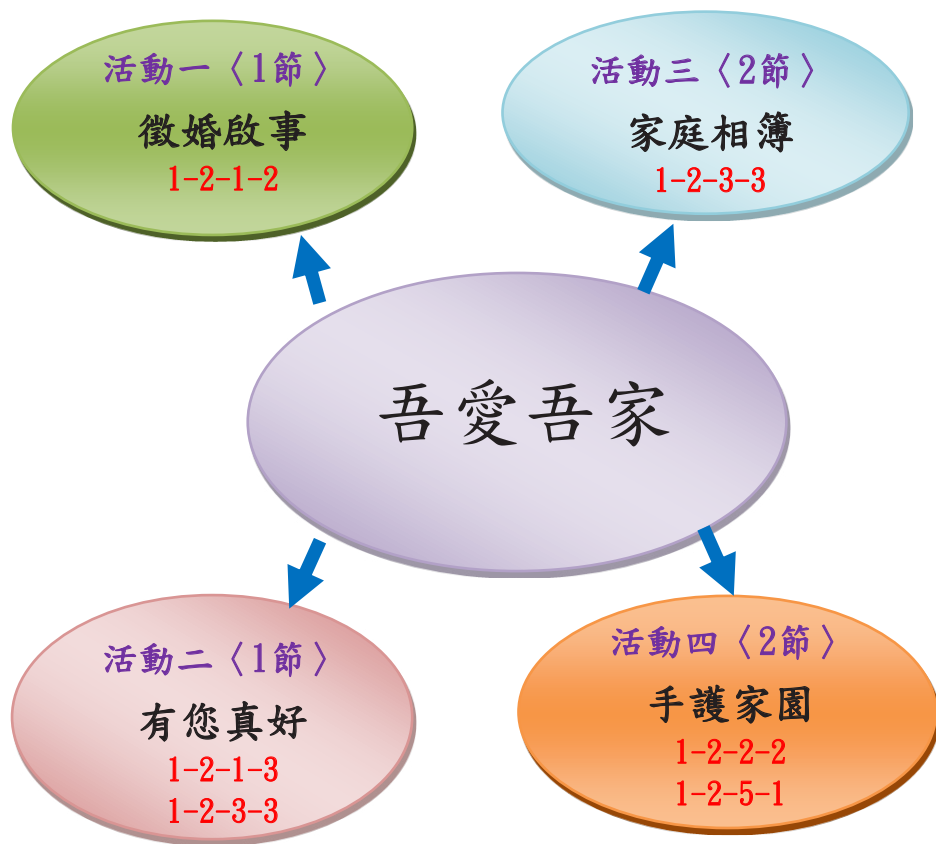 活動一〈1節〉
徵婚啟事
1-2-1-2
活動三〈2節〉
家庭相簿
1-2-3-3
吾愛吾家
活動二〈1節〉
有您真好
1-2-1-3
1-2-3-3
活動四〈2節〉
手護家園
1-2-2-2
1-2-5-1